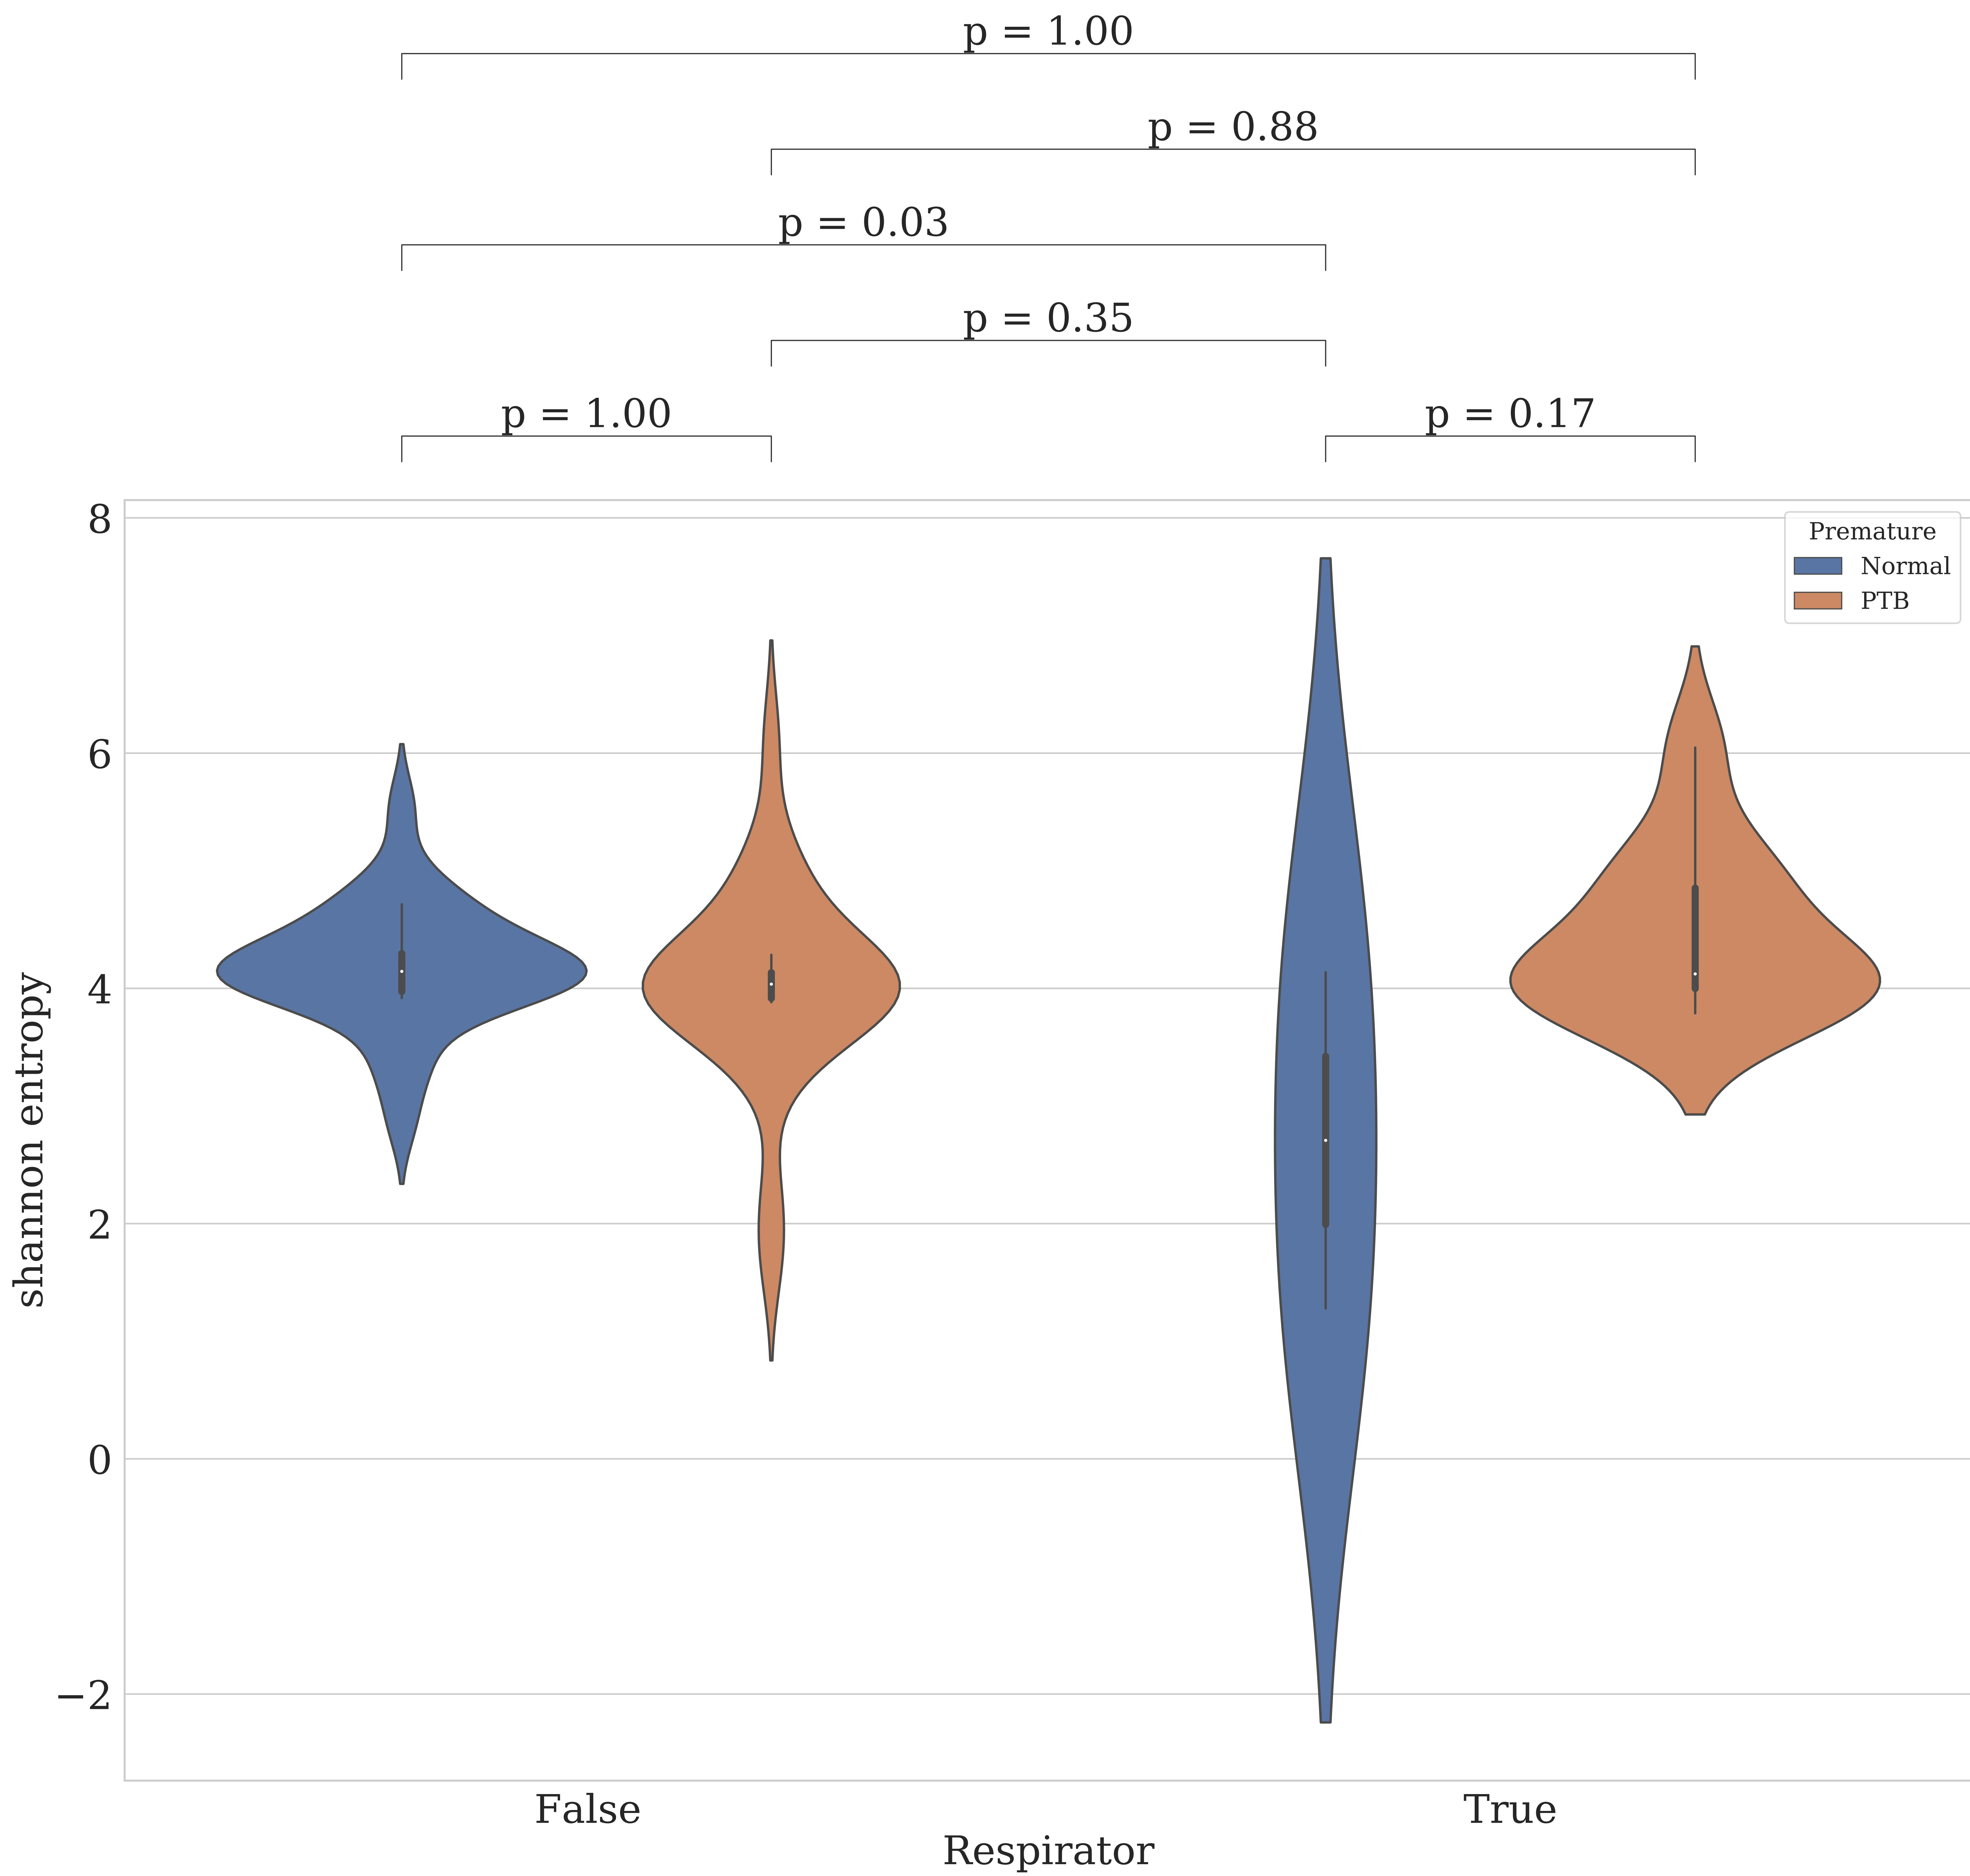 p = 1.00
p = 0.88
p = 0.03
p = 0.35
p = 1.00
p = 0.17
Premature
Normal
PTB
8
6
4
2
0
−2
shannon entropy
False
True
Respirator